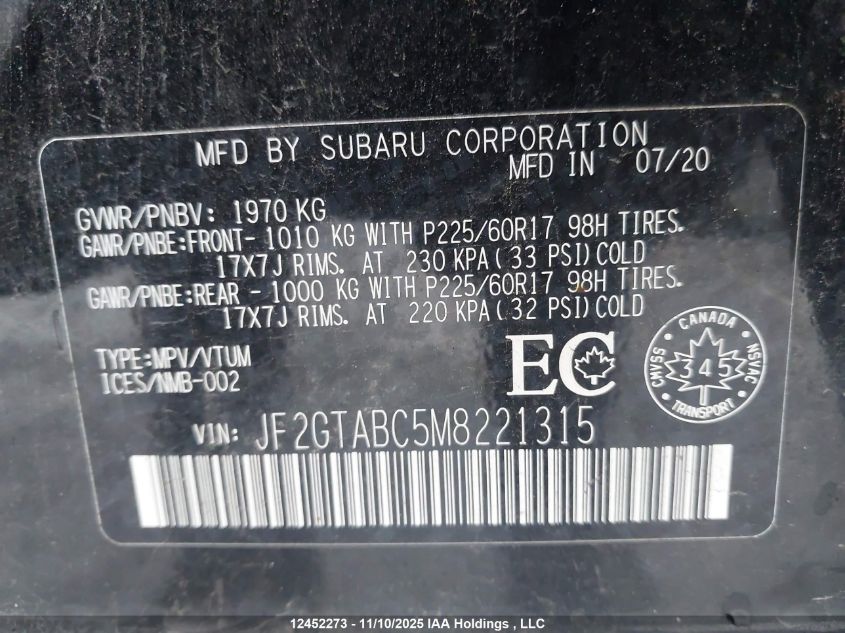 MFD BY SUBARU CORPORATION
MFD IN 07/20
GVWR/PNBV: 1970 KG
GAWR/PNBE:FRONT- 1010 KG WITH P225/60R17 98H TIRES.
17X7J RIMS. AT 230 KPA(33 PSI)COLD
GAWR/PNBE:REAR - 1000 KG WITH P225/60R17 98H TIRES.
17X7J RIMS. AT 220 KPA(32 PSI)COLD
TYPE:MPV/VTUM
ICES/NMB-002
EC
CANADA
CMVSS
345
NSVAC
TRANSPORT
VIN: JF2GTABC5M8221315
12452273 - 11/10/2025 IAA Holdings , LLC